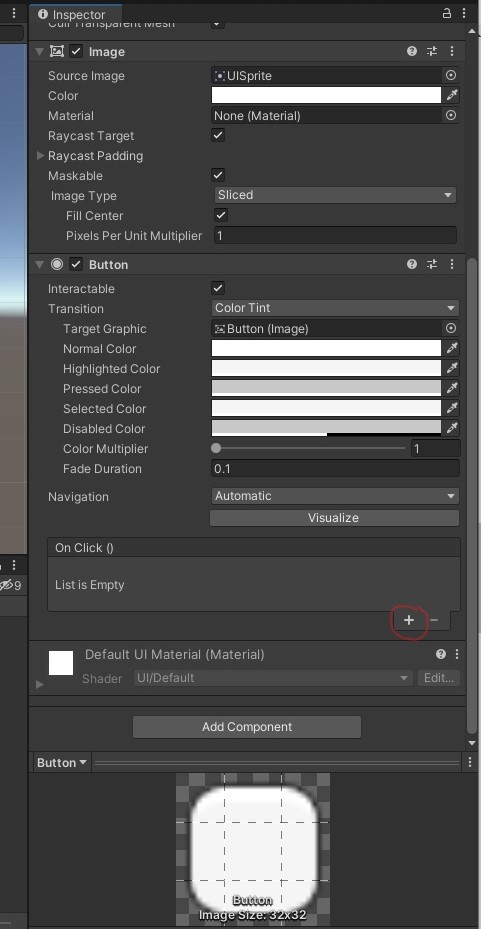 Inspector
Cull Transparent Mesh
Image
Source Image UISprite
Color
Material None (Material)
Raycast Target
Raycast Padding
Maskable
Image Type Sliced
Fill Center
Pixels Per Unit Multiplier 1
Button
Interactable
Transition Color Tint
Target Graphic Button (Image)
Normal Color
Highlighted Color
Pressed Color
Selected Color
Disabled Color
Color Multiplier 1
Fade Duration 0.1
Navigation Automatic
Visualize
On Click ()
9
List is Empty
Default UI Material (Material)
Shader UI/Default Edit...
Add Component
Button
Button
Image Size: 32x32